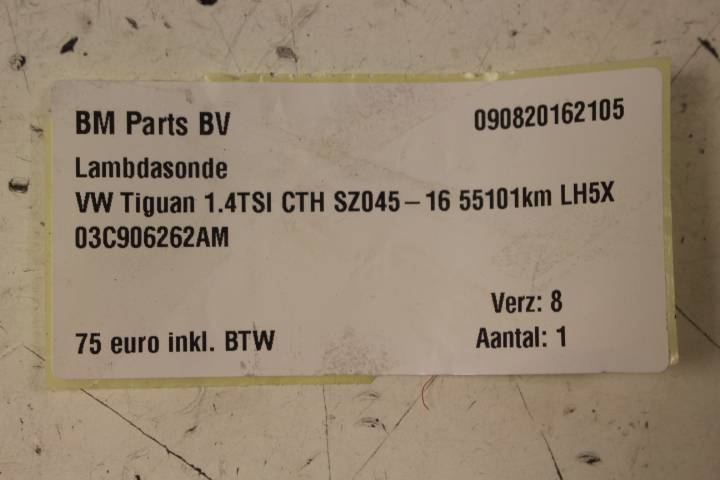 BM Parts BV
090820162105
Lambdasonde
VW Tiguan 1.4TSI CTH SZ045-16 55101km LH5X
03C906262AM
Verz: 8
75 euro inkl. BTW
Aantal: 1